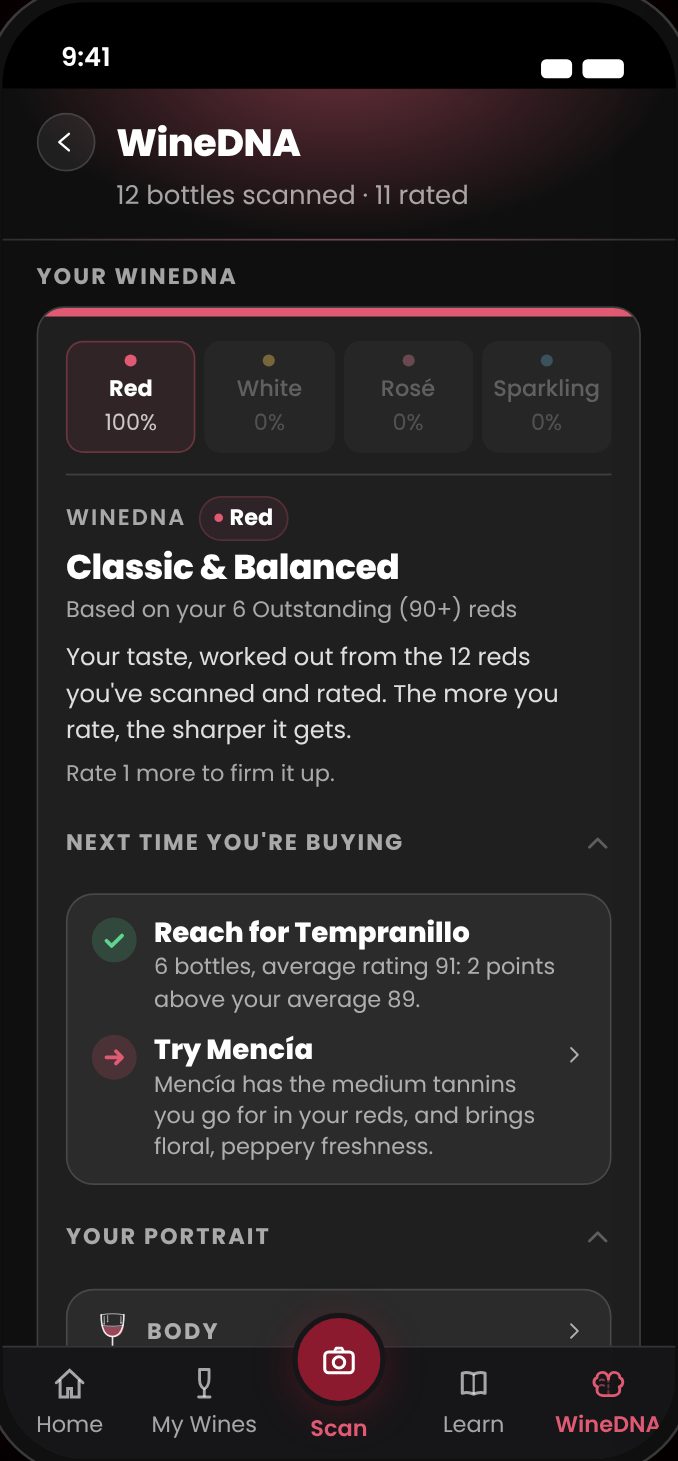 9:41
WineDNA
12 bottles scanned · 11 rated
YOUR WINEDNA
Red
100%
White
0%
Rosé
0%
Sparkling
0%
WINEDNA
Red
Classic & Balanced
Based on your 6 Outstanding (90+) reds
Your taste, worked out from the 12 reds
you've scanned and rated. The more you
rate, the sharper it gets.
Rate 1 more to firm it up.
NEXT TIME YOU'RE BUYING
Reach for Tempranillo
6 bottles, average rating 91: 2 points
above your average 89.
Try Mencía
Mencía has the medium tannins
you go for in your reds, and brings
floral, peppery freshness.
YOUR PORTRAIT
BODY
Home
My Wines
Scan
Learn
WineDNA